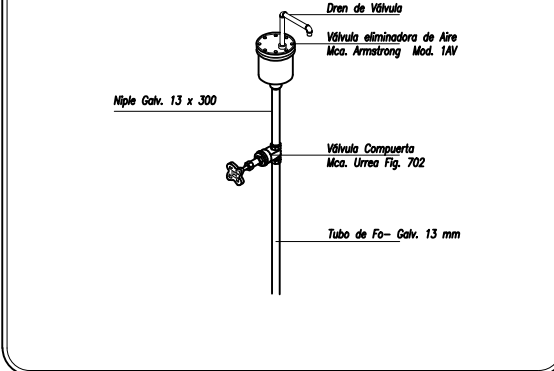 Dren de Válvula
Válvula eliminadora de Aire
Mca. Armstrong Mod. 1AV
Niple Galv. 13 x 300
Válvula Compuerta
Mca. Urrea Fig. 702
Tubo de Fo- Galv. 13 mm